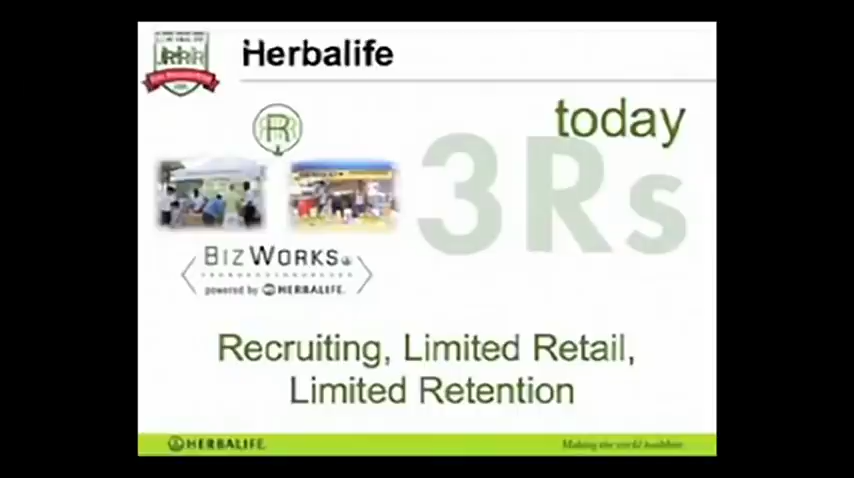 Herbalife
today
3Rs
R
BIZWORKS
powered by HERBALIFE.
Recruiting, Limited Retail,
Limited Retention
HERBALIFE.
Making the world healthier.